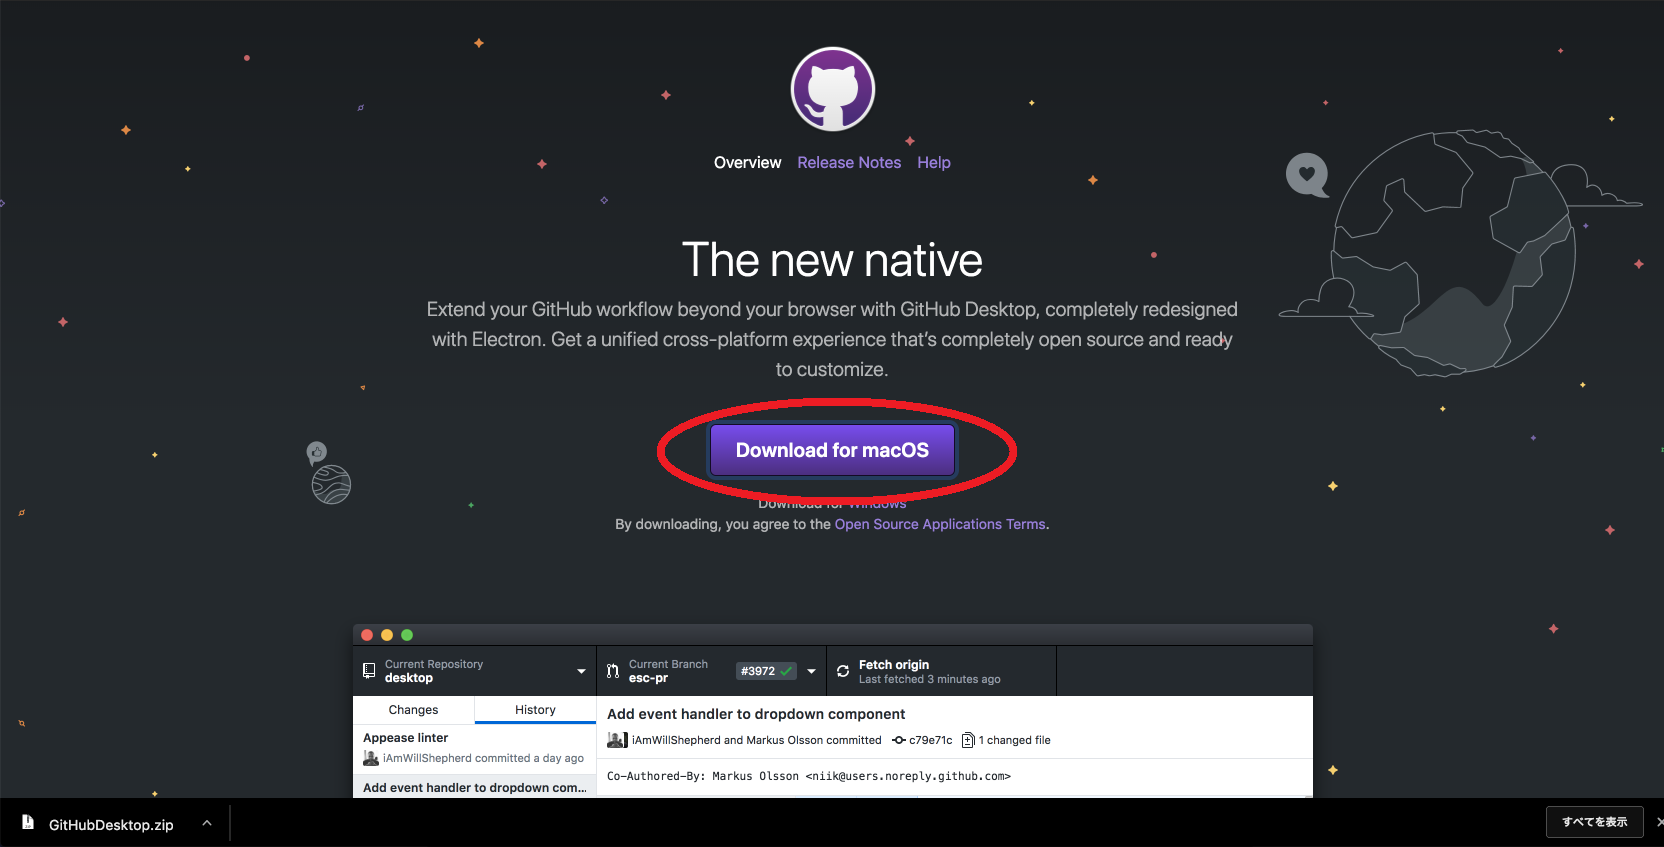 Overview Release Notes Help
The new native
Extend your GitHub workflow beyond your browser with GitHub Desktop, completely redesigned
with Electron. Get a unified cross-platform experience that's completely open source and ready
to customize.
Download for macOS
Download for Windows
By downloading, you agree to the Open Source Applications Terms.
Current Repository
desktop
Current Branch
esc-pr
#3972
Fetch origin
Last fetched 3 minutes ago
Changes
History
Appease linter
iAmWillShepherd committed a day ago
Add event handler to dropdown com...
Add event handler to dropdown component
iAmWillShepherd and Markus Olsson committed c79e71c 1 changed file
Co-Authored-By: Markus Olsson <niik@users.noreply.github.com>
GitHubDesktop.zip
すべてを表示